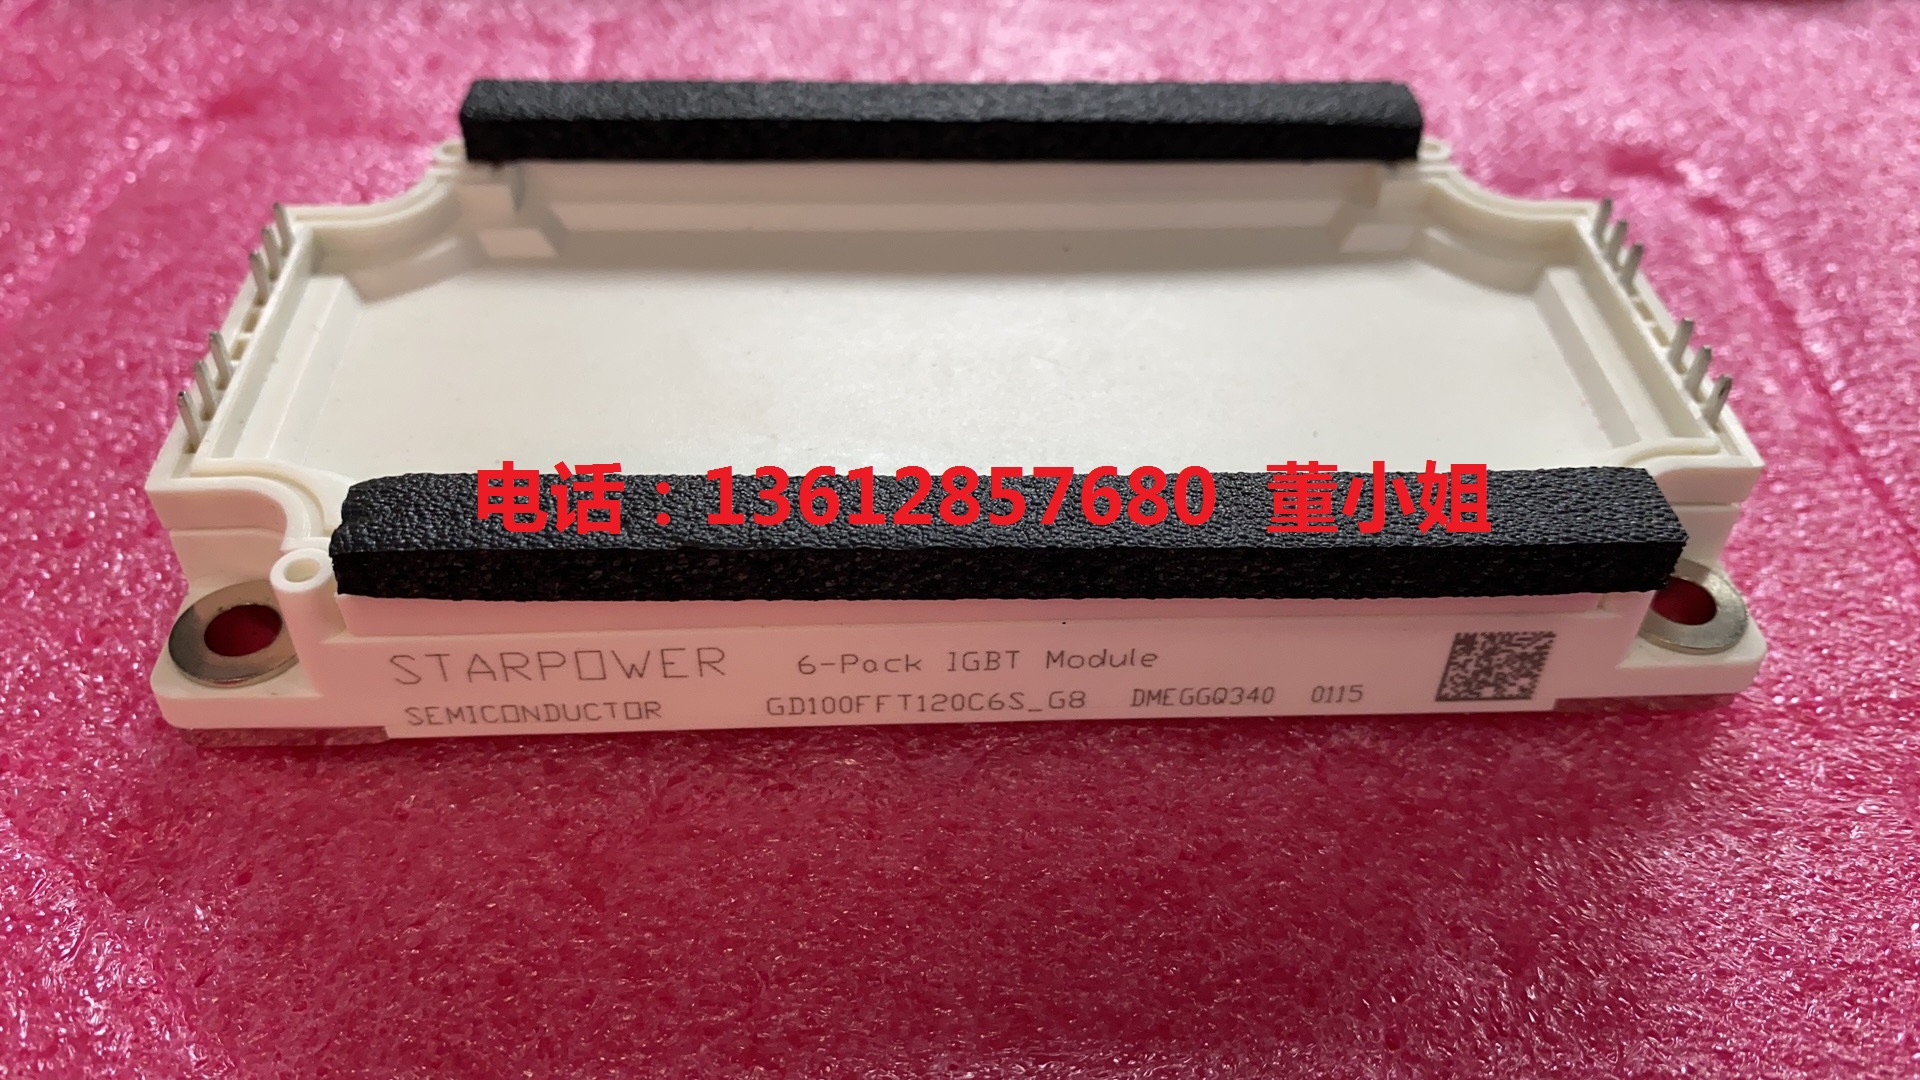 电话：13612857680 董小姐
STARPOWER 6-Pack IGBT Module
SEMICONDUCTOR GD100FFT120C6S_G8 DMEGGQ340 0115